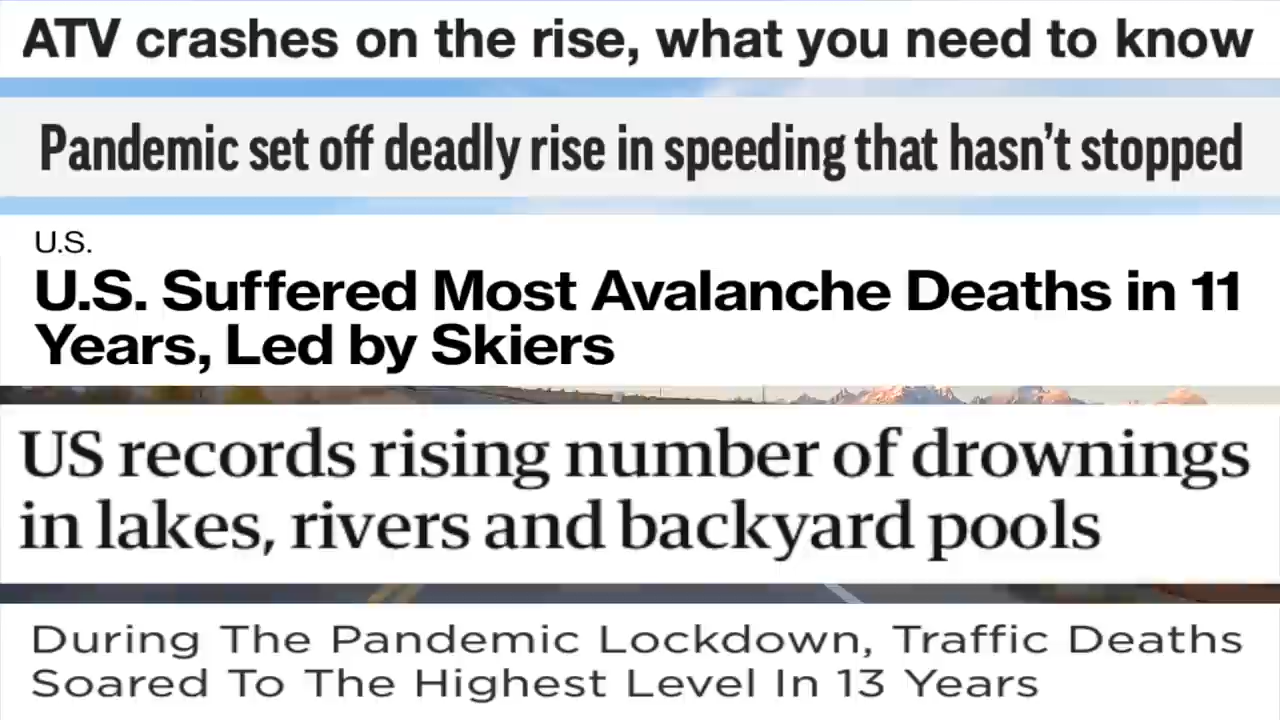 ATV crashes on the rise, what you need to know
Pandemic set off deadly rise in speeding that hasn’t stopped
U.S.
U.S. Suffered Most Avalanche Deaths in 11
Years, Led by Skiers
US records rising number of drownings
in lakes, rivers and backyard pools
During The Pandemic Lockdown, Traffic Deaths
Soared To The Highest Level In 13 Years